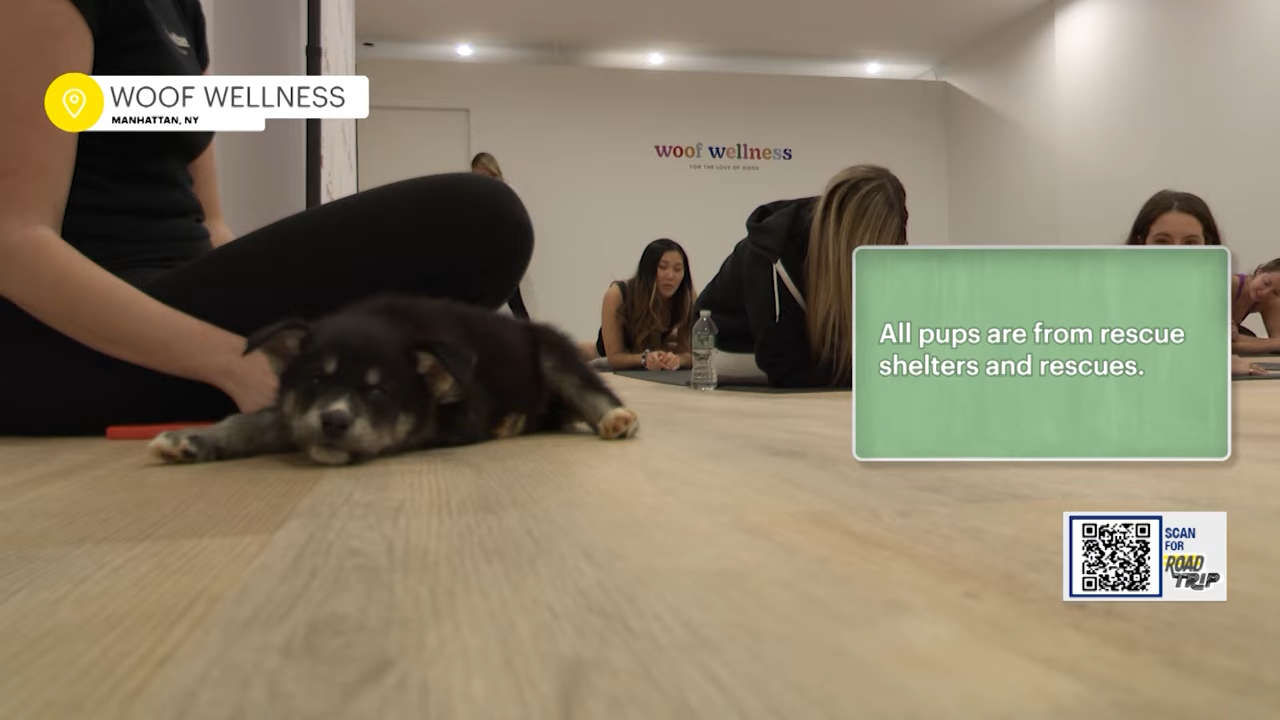 WOOF WELLNESS
MANHATTAN, NY
woof wellness
FOR THE LOVE OF DOGS
All pups are from rescue
shelters and rescues.
SCAN
FOR
ROAD
TRIP